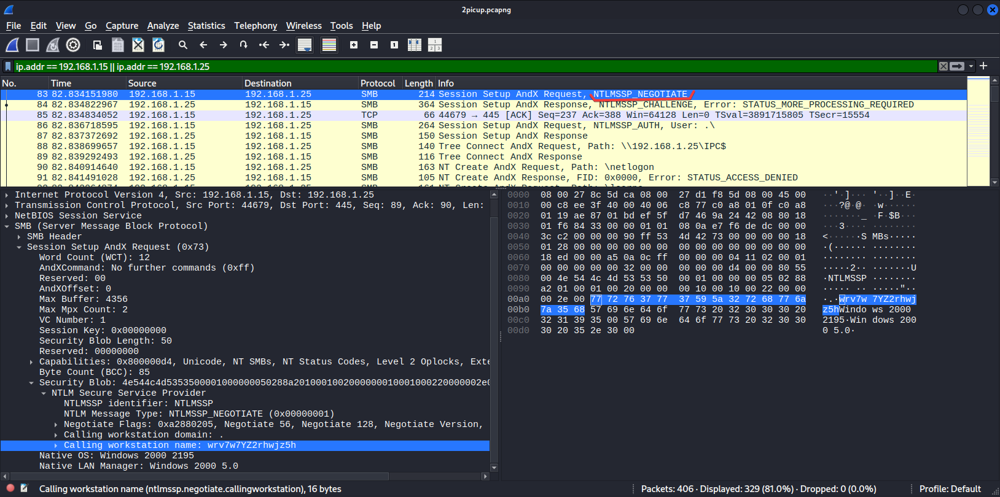 2picup.pcapng
File Edit View Go Capture Analyze Statistics Telephony Wireless Tools Help
ip.addr == 192.168.1.15 || ip.addr == 192.168.1.25
No. Time Source Destination Protocol Length Info
83 82.834151980 192.168.1.15 192.168.1.25 SMB 214 Session Setup AndX Request, NTLMSSP_NEGOTIATE
84 82.834822967 192.168.1.25 192.168.1.25 SMB 364 Session Setup AndX Response, NTLMSSP_CHALLENGE, Error: STATUS_MORE_PROCESSING_REQUIRED
85 82.834834052 192.168.1.15 192.168.1.25 TCP 66 44679 → 445 [ACK] Seq=237 Ack=388 Win=64128 Len=0 TSval=3891715805 TSecr=15554
86 82.836718595 192.168.1.15 192.168.1.25 SMB 264 Session Setup AndX Request, NTLMSSP_AUTH, User: .\
87 82.837372692 192.168.1.15 192.168.1.25 SMB 150 Session Setup AndX Response
88 82.838699657 192.168.1.15 192.168.1.25 SMB 140 Tree Connect AndX Request, Path: \\192.168.1.25\IPC$
89 82.839292493 192.168.1.15 192.168.1.25 SMB 116 Tree Connect AndX Response
90 82.840914640 192.168.1.15 192.168.1.25 SMB 163 NT Create AndX Request, Path: \netlogon
91 82.841491028 192.168.1.15 192.168.1.25 SMB 105 NT Create AndX Response, FID: 0x0000, Error: STATUS_ACCESS_DENIED
Internet Protocol Version 4, Src: 192.168.1.15, Dst: 192.168.1.25
Transmission Control Protocol, Src Port: 44679, Dst Port: 445, Seq: 89, Ack: 90, Len:
NetBIOS Session Service
SMB (Server Message Block Protocol)
SMB Header
Session Setup AndX Request (0x73)
Word Count (WCT): 12
AndXCommand: No further commands (0xff)
Reserved: 00
AndXOffset: 0
Max Buffer: 4356
Max Mpx Count: 2
VC Number: 1
Session Key: 0x00000000
Security Blob Length: 50
Reserved: 00000000
Capabilities: 0x800000d4, Unicode, NT SMBs, NT Status Codes, Level 2 Oplocks, Exte
Byte Count (BCC): 85
Security Blob: 4e544c4d5353500001000000050288a2010001002000000010001000220000002e0
NTLM Secure Service Provider
NTLMSSP identifier: NTLMSSP
NTLM Message Type: NTLMSSP_NEGOTIATE (0x00000001)
Negotiate Flags: 0xa2880205, Negotiate 56, Negotiate 128, Negotiate Version,
Calling workstation domain: .
Calling workstation name: wrv7w7YZ2rhwjz5h
Native OS: Windows 2000 2195
Native LAN Manager: Windows 2000 5.0
0000 08 00 27 8c 5d ca 08 00 27 d1 f8 5d 08 00 45 00 ··'·]···'··]··E·
0010 00 c8 ee 3f 40 00 40 06 c8 77 c0 a8 01 0f c0 a8 ···?@·@··w······
0020 01 19 ae 87 01 bd ef 5f d7 46 9a 24 42 08 80 18 ·······_·F·$B···
0030 01 f6 84 33 00 00 01 01 08 0a e7 f6 de dc 00 00 ···3············
0040 3c c2 00 00 00 90 ff 53 4d 42 73 00 00 00 00 18 <······SMBs·····
0050 01 28 00 00 00 00 00 00 00 00 00 00 00 00 00 00 ·(··············
0060 18 ed 00 00 a5 0a 0c ff 00 00 00 04 11 02 00 01 ················
0070 00 00 00 00 00 32 00 00 00 00 00 d4 00 00 80 55 ·····2·········U
0080 00 4e 54 4c 4d 53 53 50 00 01 00 00 00 05 02 88 ·NTLMSSP········
0090 a2 01 00 01 00 20 00 00 00 10 00 10 00 22 00 00 ····· ·······"··
00a0 00 2e 00 77 72 76 37 77 37 59 5a 32 72 68 77 6a ·.·wrv7w7YZ2rhwj
00b0 7a 35 68 57 69 6e 64 6f 77 73 20 32 30 30 30 20 z5hWindows 2000
00c0 32 31 39 35 00 57 69 6e 64 6f 77 73 20 32 30 30 2195·Windows 200
00d0 30 20 35 2e 30 00 0 5.0·
Calling workstation name (ntlmssp.negotiate.callingworkstation), 16 bytes
Packets: 406 · Displayed: 329 (81.0%) · Dropped: 0 (0.0%)
Profile: Default